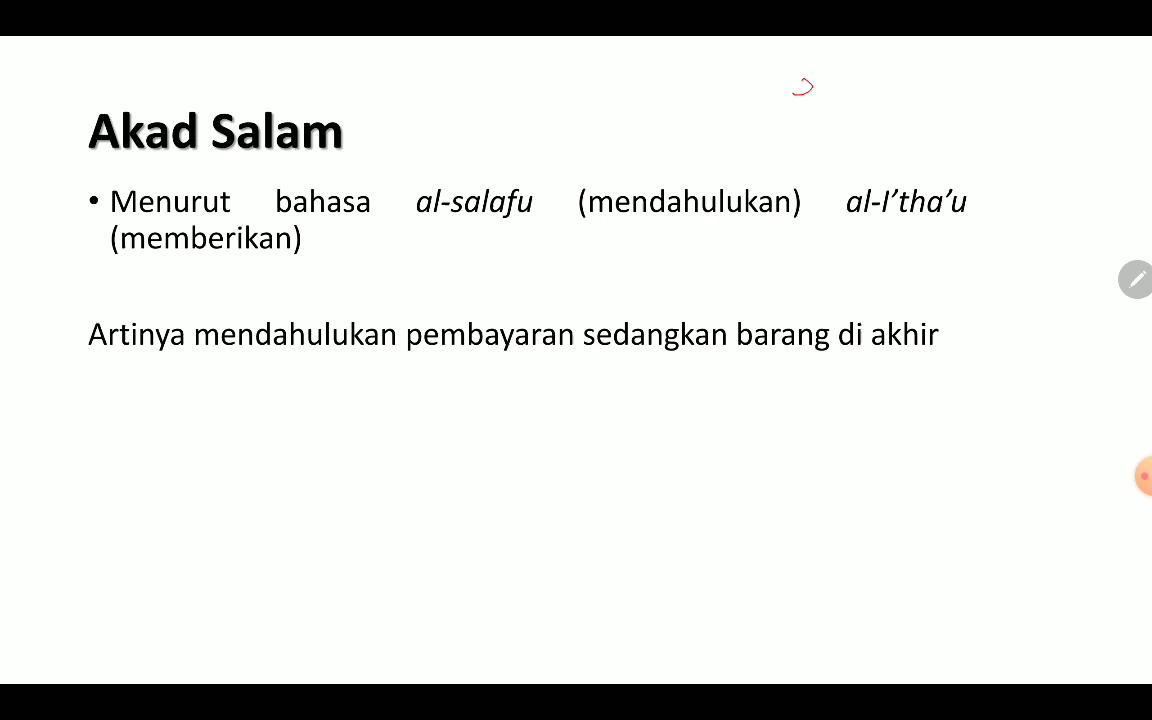 Akad Salam
• Menurut bahasa al-salafu (mendahulukan) al-I’tha’u
(memberikan)
Artinya mendahulukan pembayaran sedangkan barang di akhir